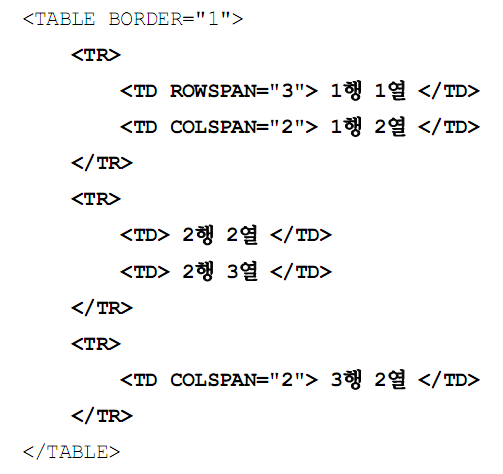 <TABLE BORDER="1">
<TR>
<TD ROWSPAN="3"> 1행 1열 </TD>
<TD COLSPAN="2"> 1행 2열 </TD>
</TR>
<TR>
<TD> 2행 2열 </TD>
<TD> 2행 3열 </TD>
</TR>
<TR>
<TD COLSPAN="2"> 3행 2열 </TD>
</TR>
</TABLE>